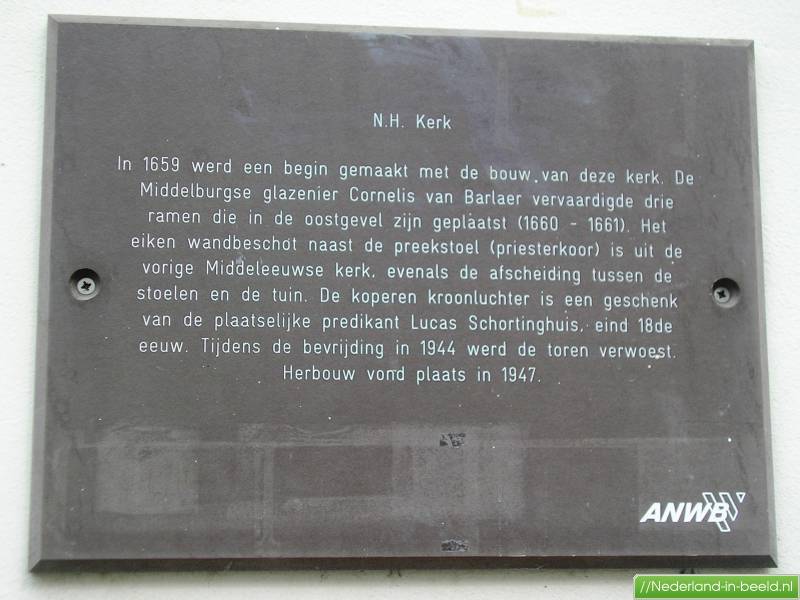 N.H. Kerk
In 1659 werd een begin gemaakt met de bouw van deze kerk. De
Middelburgse glazenier Cornelis van Barlaer vervaardigde drie
ramen die in de oostgevel zijn geplaatst (1660 - 1661). Het
eiken wandbeschot naast de preekstoel (priesterkoor) is uit de
vorige Middeleeuwse kerk, evenals de afscheiding tussen de
stoelen en de tuin. De koperen kroonluchter is een geschenk
van de plaatselijke predikant Lucas Schortinghuis, eind 18de
eeuw. Tijdens de bevrijding in 1944 werd de toren verwoest.
Herbouw vond plaats in 1947.
ANWB
//Nederland-in-beeld.nl